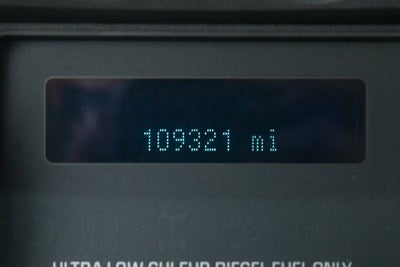 109321 mi
ULTRA LOW SULFUR DIESEL FUEL ONLY